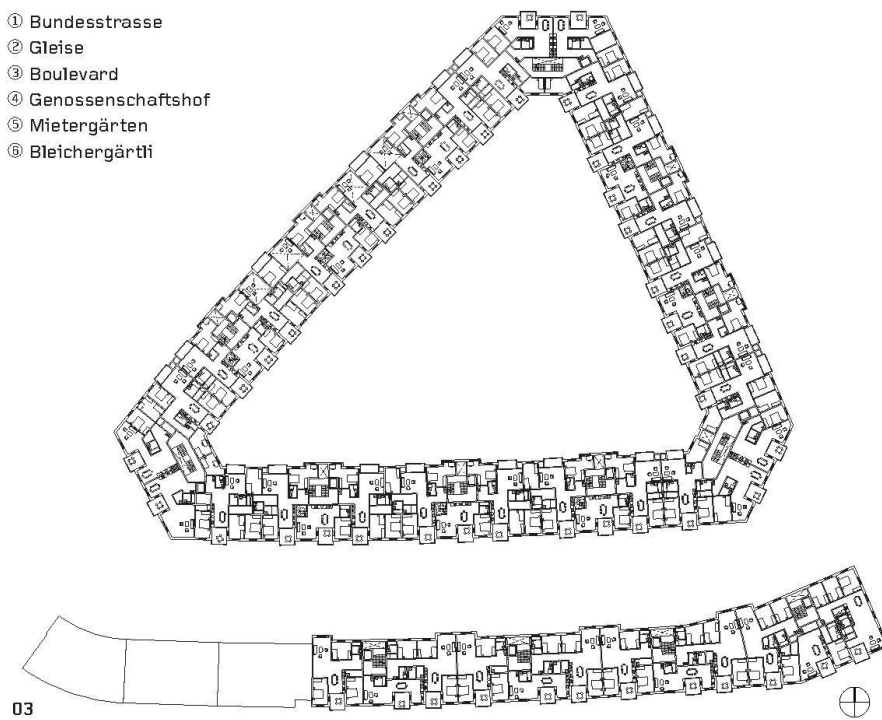 ① Bundesstrasse
② Gleise
③ Boulevard
④ Genossenschaftshof
⑤ Mietergärten
⑥ Bleichergärtli
03